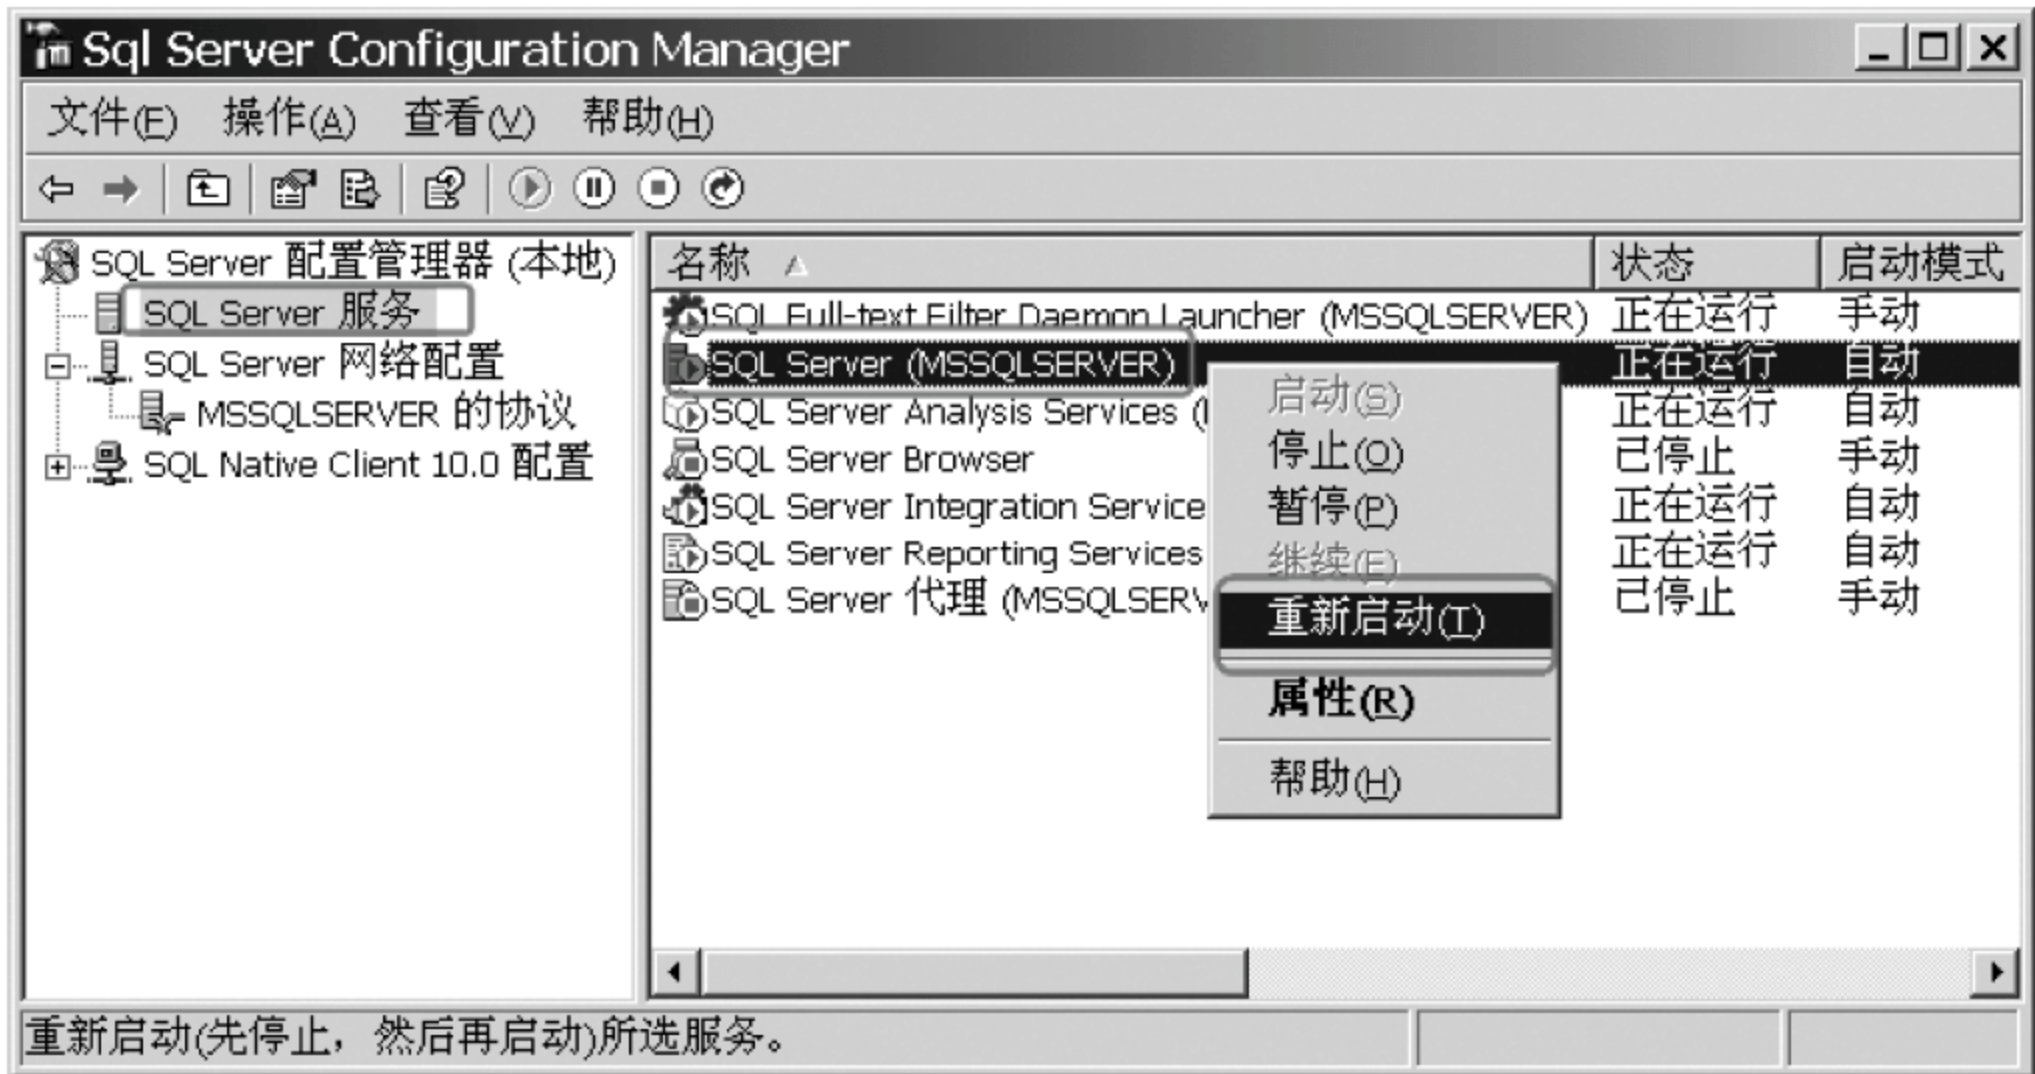 Sql Server Configuration Manager
文件(F) 操作(A) 查看(V) 帮助(H)
SQL Server 配置管理器 (本地)
SQL Server 服务
SQL Server 网络配置
MSSQLSERVER 的协议
SQL Native Client 10.0 配置
名称 状态 启动模式
SQL Full-text Filter Daemon Launcher (MSSQLSERVER) 正在运行 手动
SQL Server (MSSQLSERVER) 正在运行 自动
SQL Server Analysis Services ( 正在运行 自动
SQL Server Browser 已停止 手动
SQL Server Integration Service 正在运行 自动
SQL Server Reporting Services 正在运行 自动
SQL Server 代理 (MSSQLSERV 已停止 手动
启动(S)
停止(O)
暂停(P)
继续(E)
重新启动(T)
属性(R)
帮助(H)
重新启动(先停止，然后再启动)所选服务。